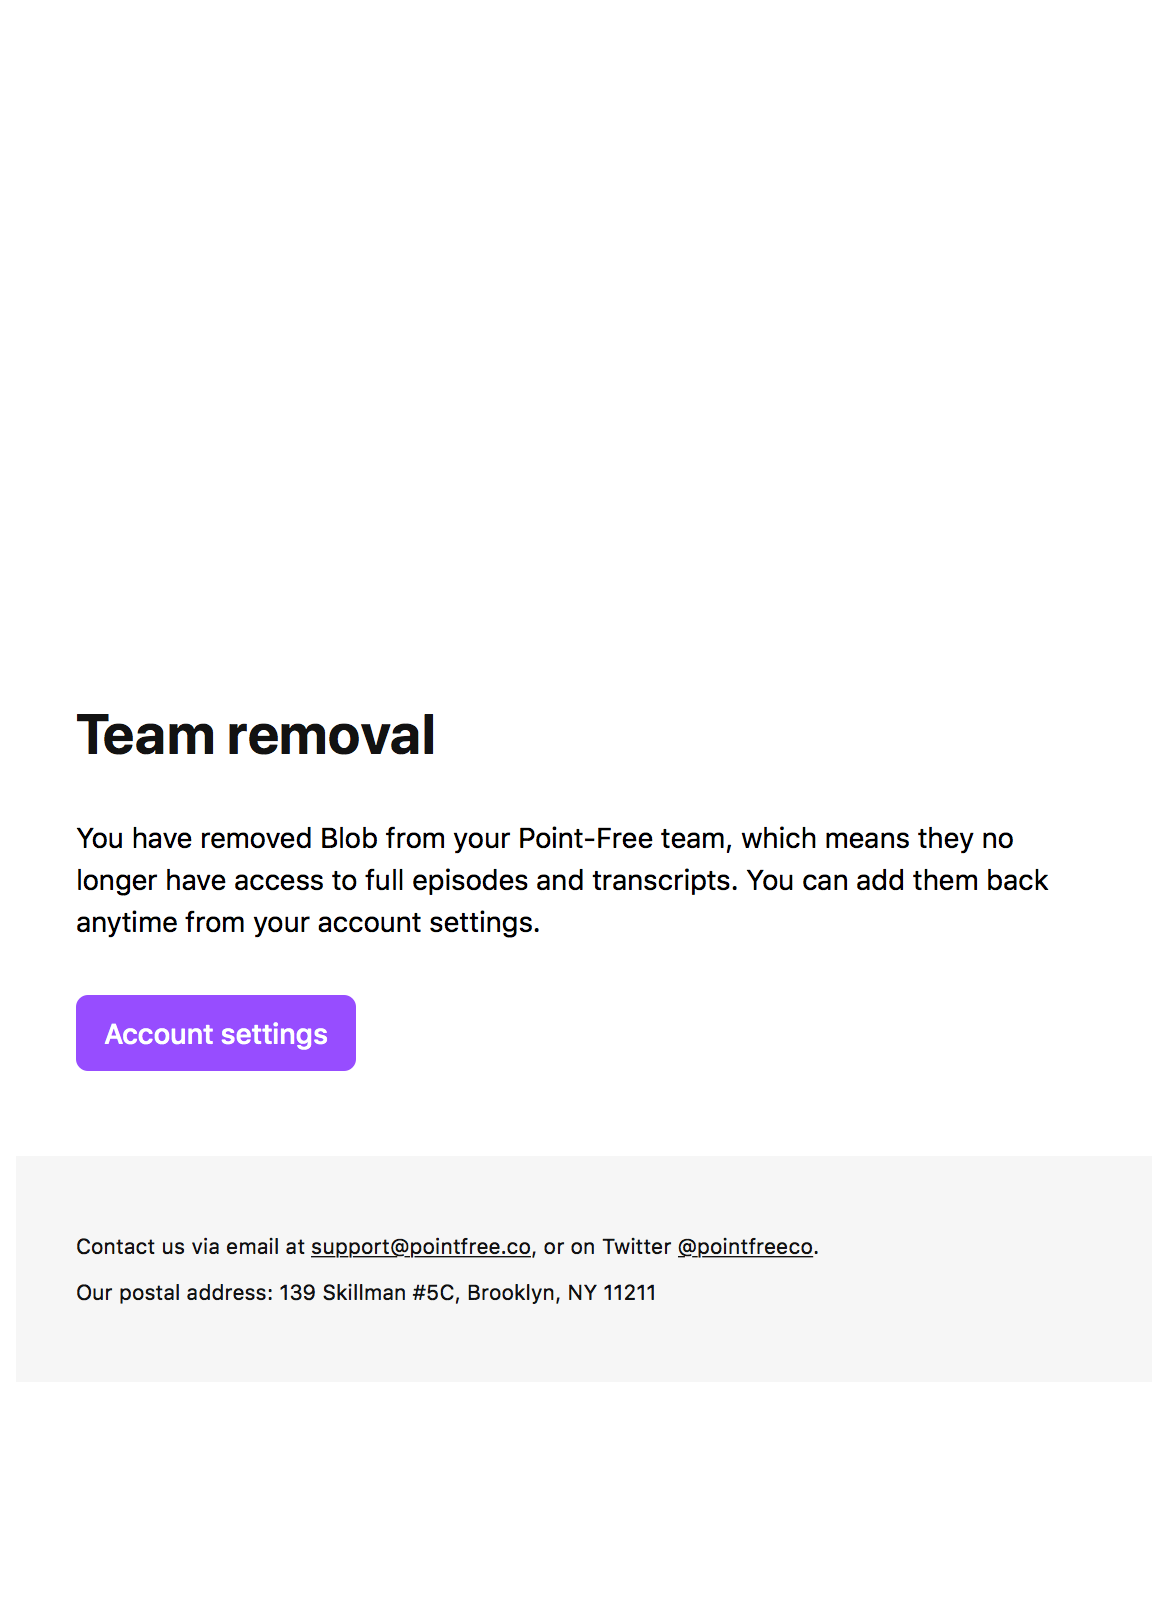 Team removal
You have removed Blob from your Point-Free team, which means they no
longer have access to full episodes and transcripts. You can add them back
anytime from your account settings.
Account settings
Contact us via email at support@pointfree.co, or on Twitter @pointfreeco.
Our postal address: 139 Skillman #5C, Brooklyn, NY 11211